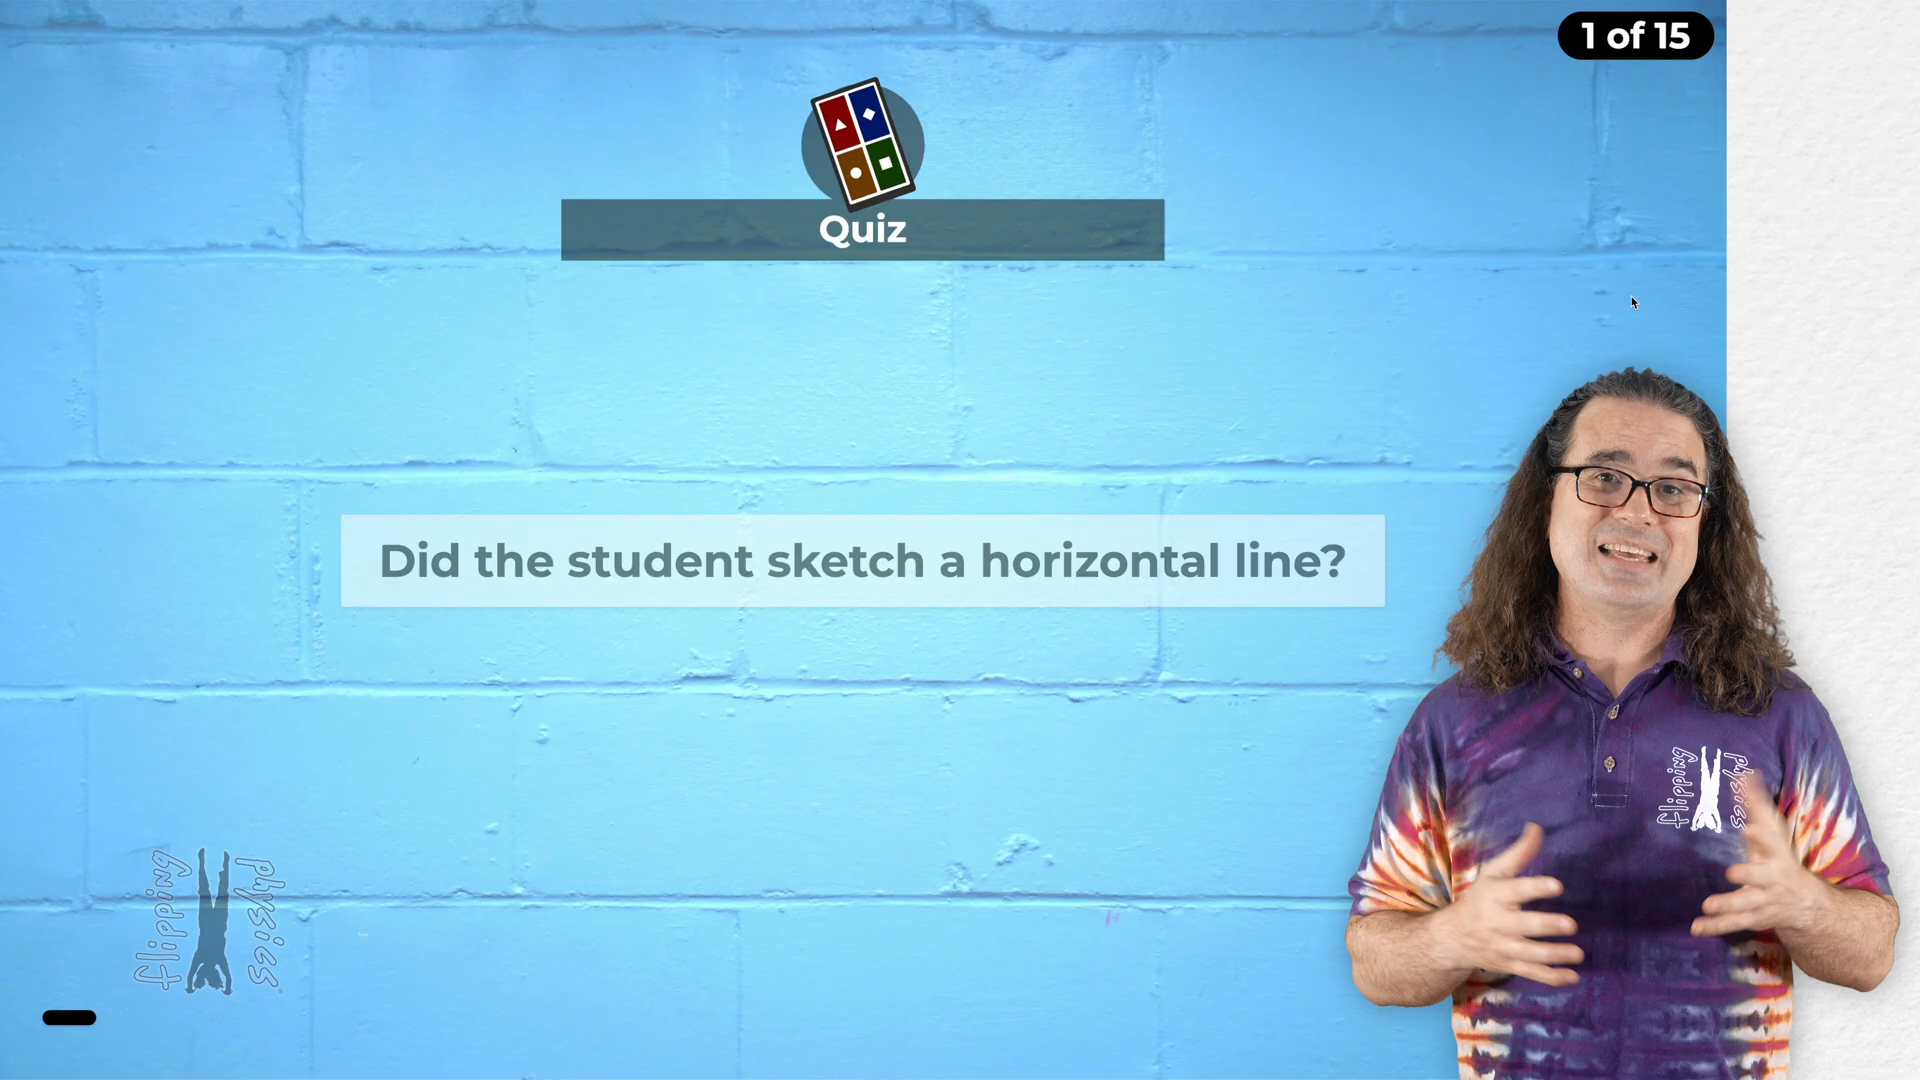 1 of 15
Quiz
Did the student sketch a horizontal line?
flipping
physics
flipping
physics